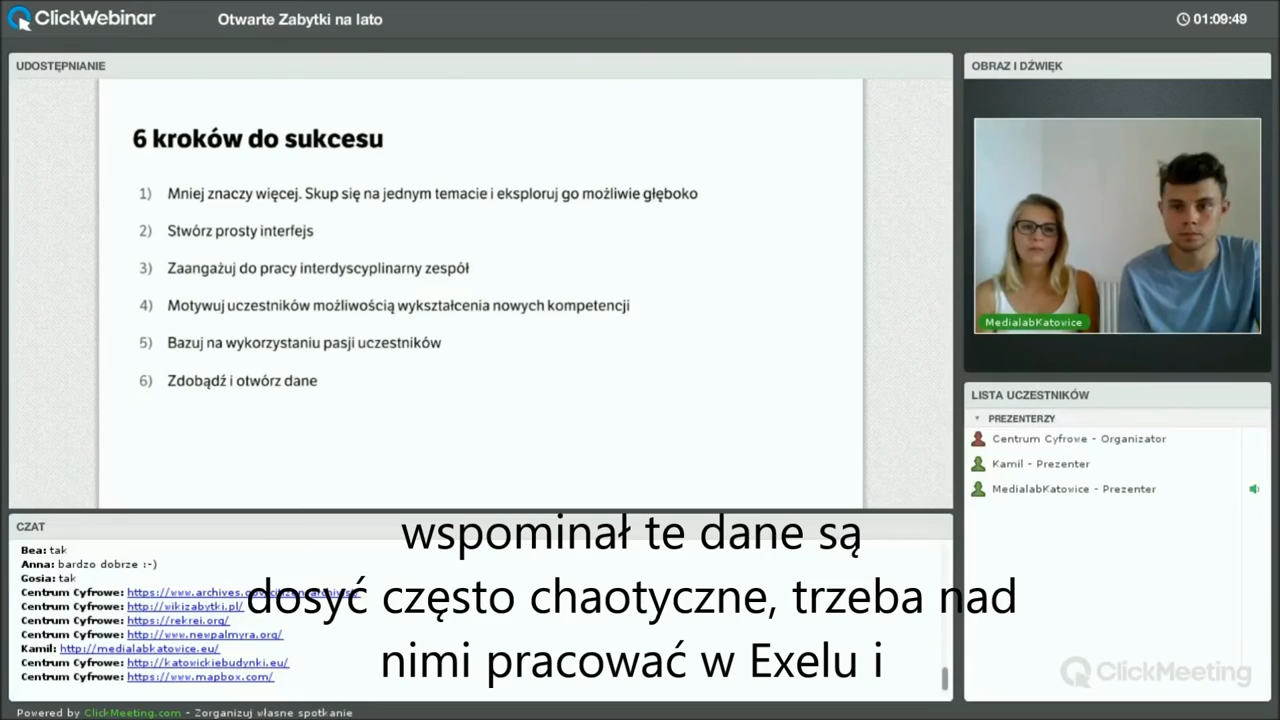 ClickWebinar
Otwarte Zabytki na lato
01:09:49
UDOSTĘPNIANIE
6 kroków do sukcesu
1) Mniej znaczy więcej. Skup się na jednym temacie i eksploruj go możliwie głęboko
2) Stwórz prosty interfejs
3) Zaangażuj do pracy interdyscyplinarny zespół
4) Motywuj uczestników możliwością wykształcenia nowych kompetencji
5) Bazuj na wykorzystaniu pasji uczestników
6) Zdobądź i otwórz dane
OBRAZ I DŹWIĘK
MedialabKatowice
LISTA UCZESTNIKÓW
PREZENTERZY
Centrum Cyfrowe - Organizator
Kamil - Prezenter
MedialabKatowice - Prezenter
CZAT
Bea: tak
Anna: bardzo dobrze :-)
Gosia: tak
Centrum Cyfrowe: https://www.archives.gov/
Centrum Cyfrowe: http://wikizabytki.pl/
Centrum Cyfrowe: https://rekrei.org/
Centrum Cyfrowe: http://www.newpalmyra.org/
Kamil: http://medialabkatowice.eu/
Centrum Cyfrowe: http://katowickiebudynki.eu/
Centrum Cyfrowe: https://www.mapbox.com/
wspominał te dane są
dosyć często chaotyczne, trzeba nad
nimi pracować w Exelu i
ClickMeeting
Powered by ClickMeeting.com - Zorganizuj własne spotkanie